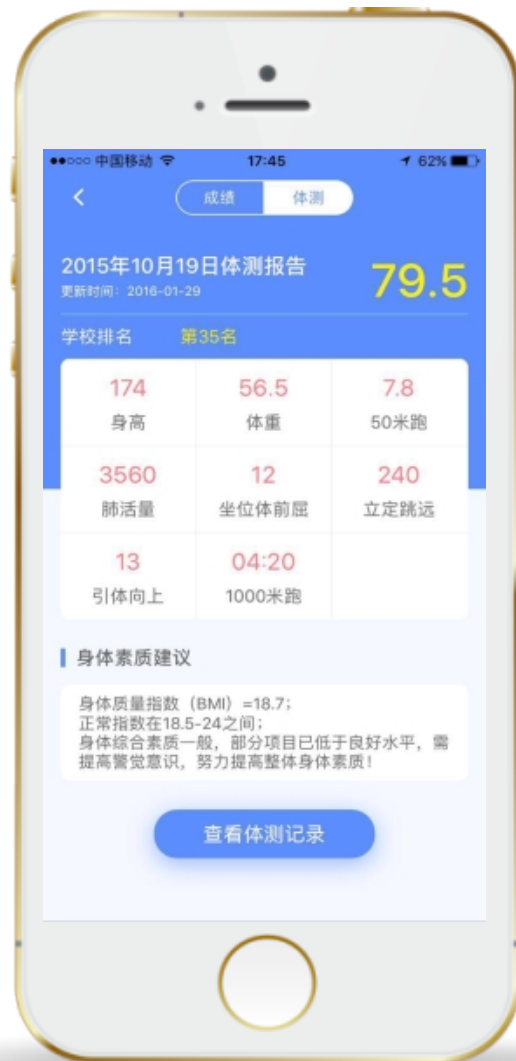 中国移动 17:45 62%
成绩 体测
2015年10月19日体测报告
79.5
更新时间：2016-01-29
学校排名 第35名
174 56.5 7.8
身高 体重 50米跑
3560 12 240
肺活量 坐位体前屈 立定跳远
13 04:20
引体向上 1000米跑
身体素质建议
身体质量指数（BMI）=18.7；
正常指数在18.5-24之间；
身体综合素质一般，部分项目已低于良好水平，需
提高警觉意识，努力提高整体身体素质！
查看体测记录